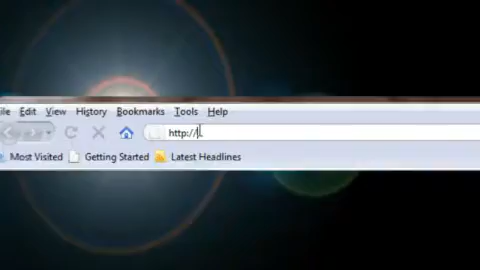 ile Edit View History Bookmarks Tools Help
http://
Most Visited Getting Started Latest Headlines